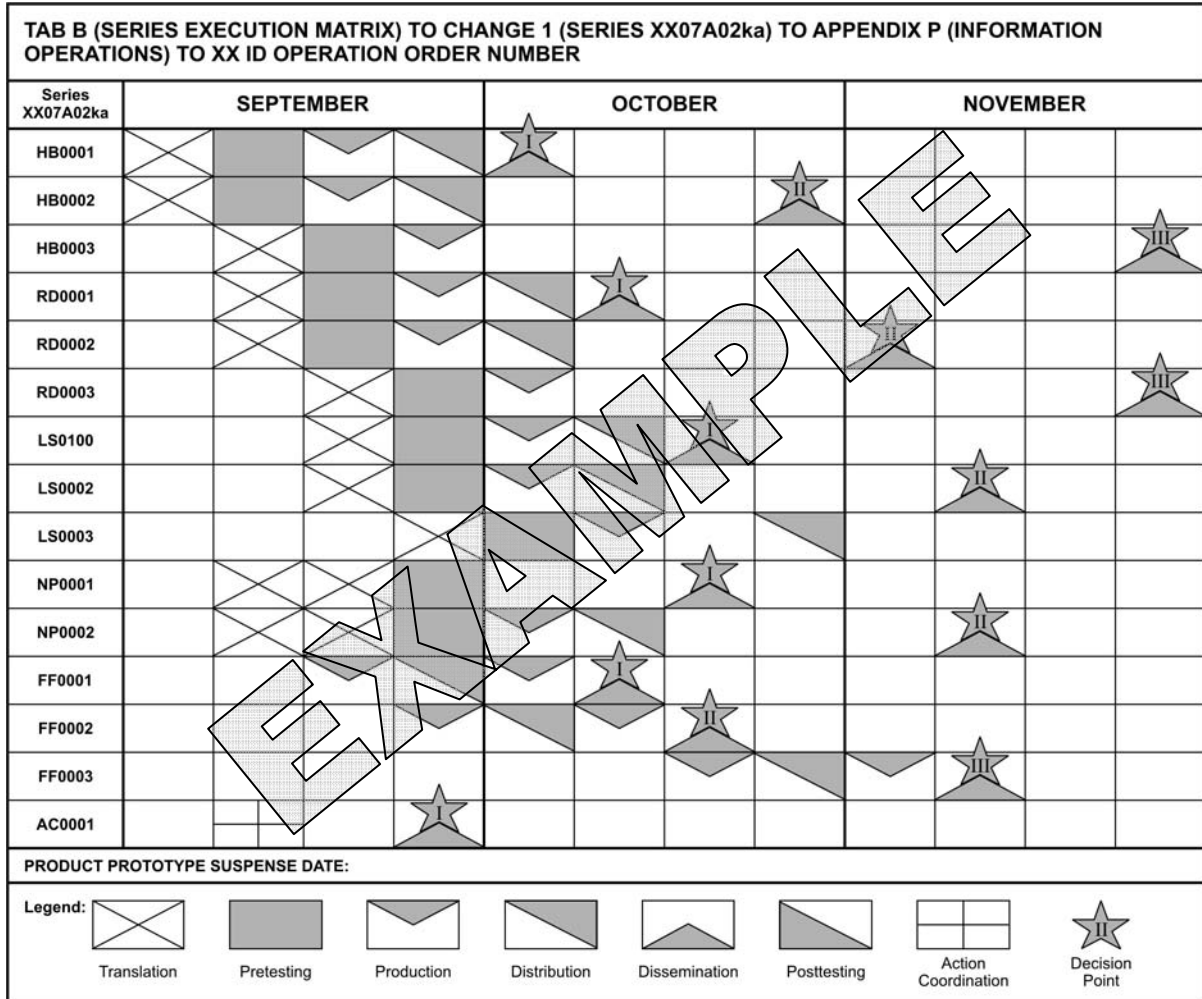 TAB B (SERIES EXECUTION MATRIX) TO CHANGE 1 (SERIES XX07A02ka) TO APPENDIX P (INFORMATION
OPERATIONS) TO XX ID OPERATION ORDER NUMBER
Series
XX07A02ka
SEPTEMBER
OCTOBER
NOVEMBER
HB0001
I
HB0002
II
HB0003
III
RD0001
I
RD0002
II
RD0003
III
LS0100
I
LS0002
II
LS0003
NP0001
I
NP0002
II
FF0001
I
FF0002
II
FF0003
III
AC0001
I
EXAMPLE
PRODUCT PROTOTYPE SUSPENSE DATE:
Legend:
II
Translation
Pretesting
Production
Distribution
Dissemination
Posttesting
Action
Coordination
Decision
Point